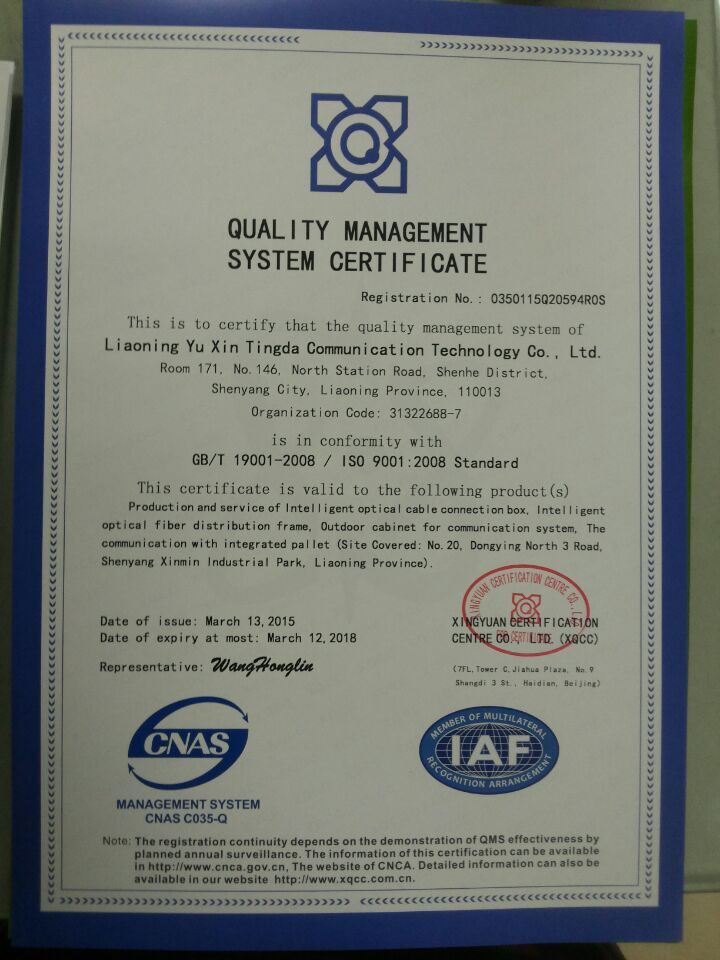 QUALITY MANAGEMENT
SYSTEM CERTIFICATE
Registration No.: 0350115Q20594R0S
This is to certify that the quality management system of
Liaoning Yu Xin Tingda Communication Technology Co., Ltd.
Room 171, No.146, North Station Road, Shenhe District,
Shenyang City, Liaoning Province, 110013
Organization Code: 31322688-7
is in conformity with
GB/T 19001-2008 / ISO 9001:2008 Standard
This certificate is valid to the following product(s)
Production and service of Intelligent optical cable connection box, Intelligent
optical fiber distribution frame, Outdoor cabinet for communication system, The
communication with integrated pallet (Site Covered: No.20, Dongying North 3 Road,
Shenyang Xinmin Industrial Park, Liaoning Province).
XINGYUAN CERTIFICATION CENTRE CO., LTD.
FOR CERTIFICATE
Date of issue: March 13,2015
Date of expiry at most: March 12,2018
Representative: WangHonglin
XINGYUAN CERTIFICATION
CENTRE CO., LTD. (XQCC)
(7FL,Tower C,Jiahua Plaza, No.9
Shangdi 3 St., Haidian, Beijing)
CNAS
MANAGEMENT SYSTEM
CNAS C035-Q
MEMBER OF MULTILATERAL
IAF
RECOGNITION ARRANGEMENT
Note: The registration continuity depends on the demonstration of QMS effectiveness by
planned annual surveillance. The information of this certification can be available
in http://www.cnca.gov.cn, The website of CNCA. Detailed information can also be
available in our website http://www.xqcc.com.cn.